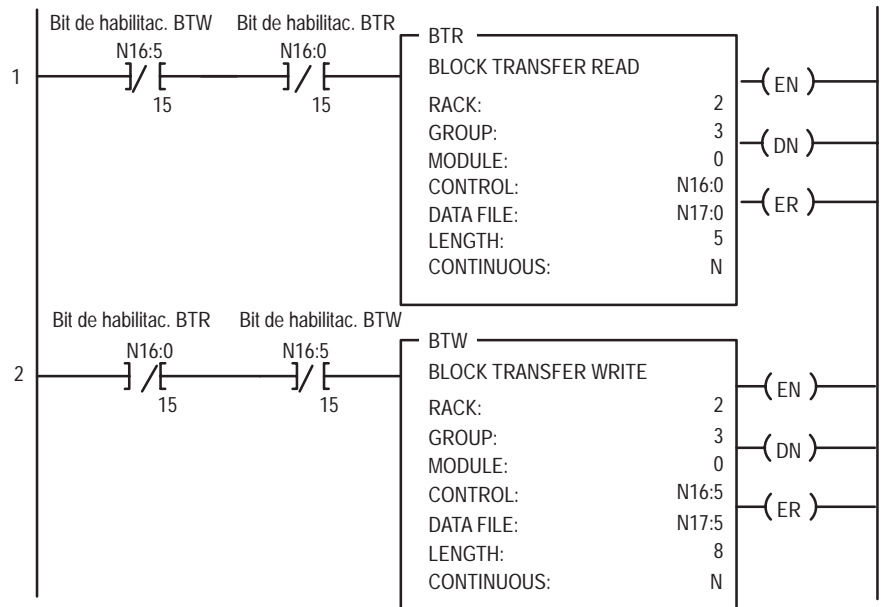 Bit de habilitac. BTW Bit de habilitac. BTR
N16:5 N16:0
1
15 15
BTR
BLOCK TRANSFER READ
RACK: 2
GROUP: 3
MODULE: 0
CONTROL: N16:0
DATA FILE: N17:0
LENGTH: 5
CONTINUOUS: N
EN
DN
ER
Bit de habilitac. BTR Bit de habilitac. BTW
N16:0 N16:5
2
15 15
BTW
BLOCK TRANSFER WRITE
RACK: 2
GROUP: 3
MODULE: 0
CONTROL: N16:5
DATA FILE: N17:5
LENGTH: 8
CONTINUOUS: N
EN
DN
ER